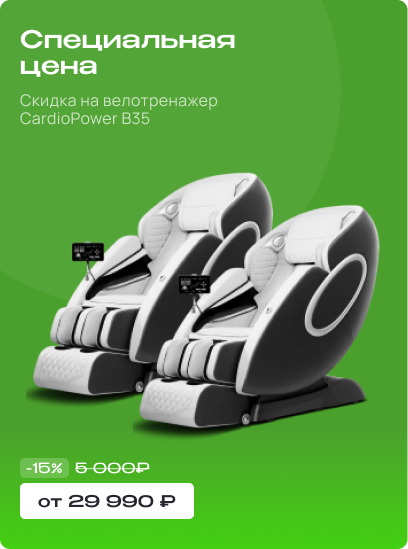 Специальная
цена
Скидка на велотренажер
CardioPower B35
-15% 5 000₽
от 29 990 ₽